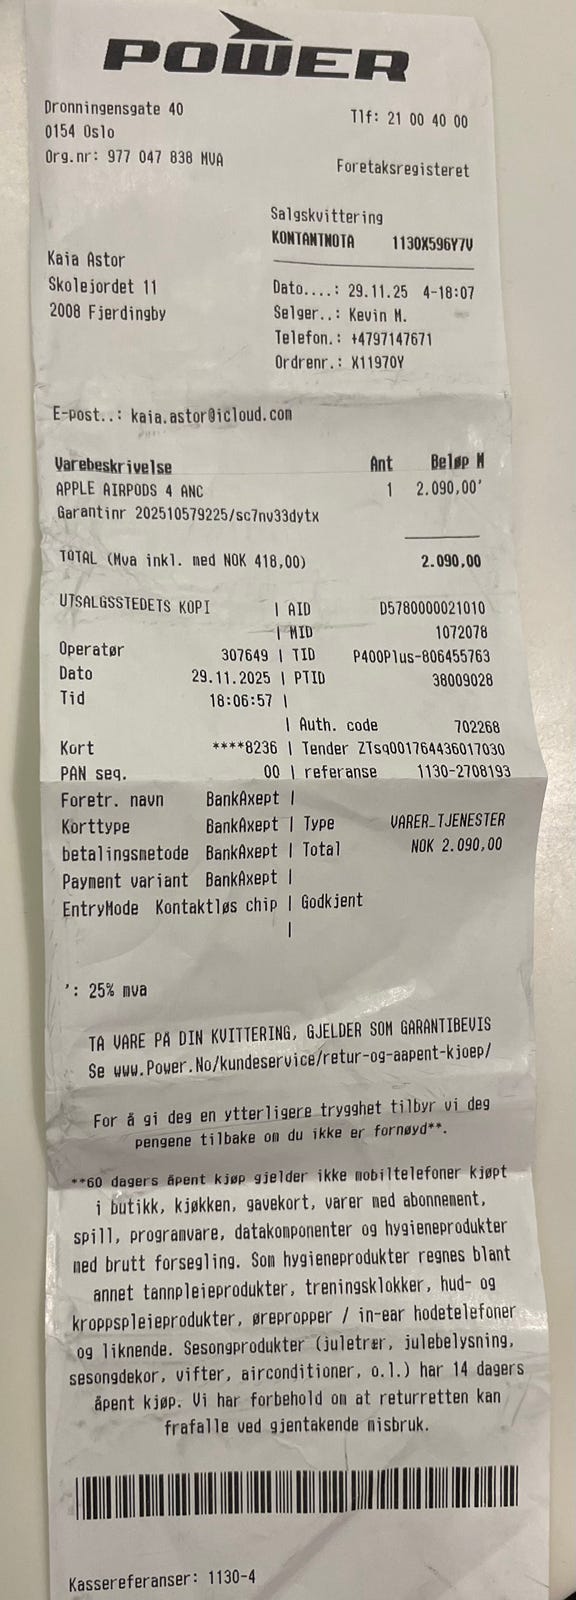 POWER
Dronningensgate 40
0154 Oslo
Org.nr: 977 047 838 MVA
Tlf: 21 00 40 00
Foretaksregisteret
Salgskvittering
KONTANTNOTA 1130X596Y7V
Kaia Astor
Skolejordet 11
2008 Fjerdingby
Dato....: 29.11.25 4-18:07
Selger..: Kevin M.
Telefon.: +4797147671
Ordrenr.: X11970Y
E-post..: kaia.astor@icloud.com
Varebeskrivelse Ant Beløp M
APPLE AIRPODS 4 ANC 1 2.090,00'
Garantinr 202510579225/sc7nv33dytx
TOTAL (Mva inkl. med NOK 418,00) 2.090,00
UTSALGSSTEDETS KOPI | AID D5780000021010
| MID 1072078
Operatør 307649 | TID P400Plus-806455763
Dato 29.11.2025 | PTID 38009028
Tid 18:06:57 |
| Auth. code 702268
Kort ****8236 | Tender ZTsq001764436017030
PAN seq. 00 | referanse 1130-2708193
Foretr. navn BankAxept |
Korttype BankAxept | Type VARER_TJENESTER
betalingsmetode BankAxept | Total NOK 2.090,00
Payment variant BankAxept |
EntryMode Kontaktløs chip | Godkjent
|
': 25% mva
TA VARE PÅ DIN KVITTERING, GJELDER SOM GARANTIBEVIS
Se www.Power.No/kundeservice/retur-og-aapent-kjoep/
For å gi deg en ytterligere trygghet tilbyr vi deg
pengene tilbake om du ikke er fornøyd**.
**60 dagers åpent kjøp gjelder ikke mobiltelefoner kjøpt
i butikk, kjøkken, gavekort, varer med abonnement,
spill, programvare, datakomponenter og hygieneprodukter
med brutt forsegling. Som hygieneprodukter regnes blant
annet tannpleieprodukter, treningsklokker, hud- og
kroppspleieprodukter, ørepropper / in-ear hodetelefoner
og liknende. Sesongprodukter (juletrær, julebelysning,
sesongdekor, vifter, airconditioner, o.l.) har 14 dagers
åpent kjøp. Vi har forbehold om at returretten kan
frafalle ved gjentakende misbruk.
Kassereferanser: 1130-4